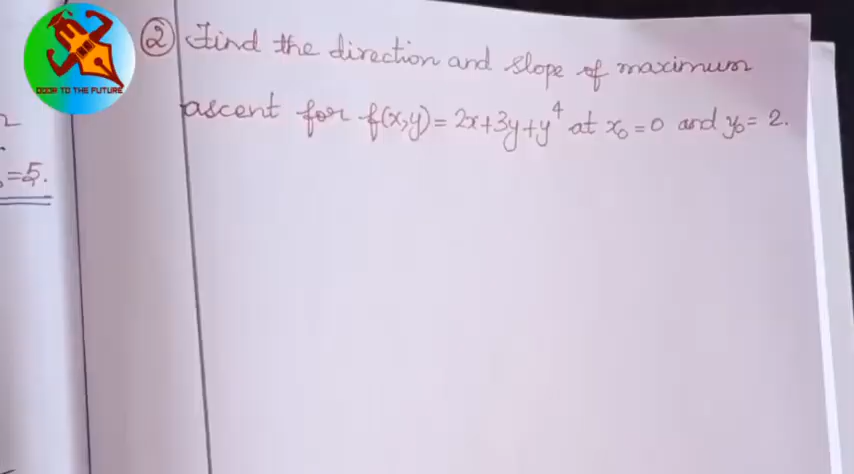 DOOR TO THE FUTURE
② Find the direction and slope of maximum
ascent for f(x,y) = 2x+3y+y⁴ at x₀ = 0 and y₀ = 2.
=5.